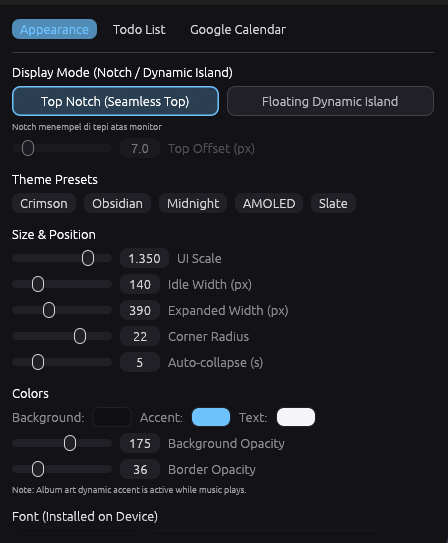 Appearance Todo List Google Calendar
Display Mode (Notch / Dynamic Island)
Top Notch (Seamless Top) Floating Dynamic Island
Notch menempel di tepi atas monitor
7.0 Top Offset (px)
Theme Presets
Crimson Obsidian Midnight AMOLED Slate
Size & Position
1.350 UI Scale
140 Idle Width (px)
390 Expanded Width (px)
22 Corner Radius
5 Auto-collapse (s)
Colors
Background: Accent: Text:
175 Background Opacity
36 Border Opacity
Note: Album art dynamic accent is active while music plays.
Font (Installed on Device)